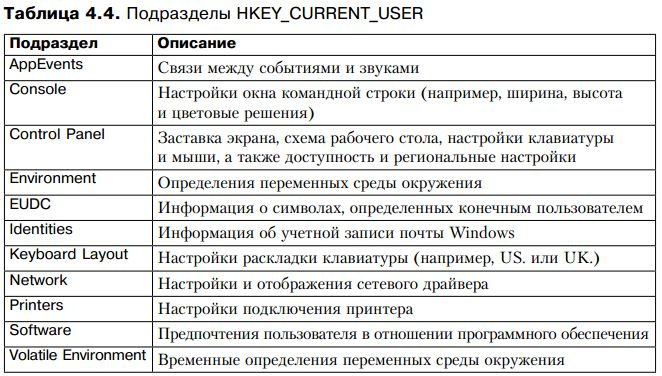 Таблица 4.4. Подразделы HKEY_CURRENT_USER
Подраздел Описание
AppEvents Связи между событиями и звуками
Console Настройки окна командной строки (например, ширина, высота
и цветовые решения)
Control Panel Заставка экрана, схема рабочего стола, настройки клавиатуры
и мыши, а также доступность и региональные настройки
Environment Определения переменных среды окружения
EUDC Информация о символах, определенных конечным пользователем
Identities Информация об учетной записи почты Windows
Keyboard Layout Настройки раскладки клавиатуры (например, US. или UK.)
Network Настройки и отображения сетевого драйвера
Printers Настройки подключения принтера
Software Предпочтения пользователя в отношении программного обеспечения
Volatile Environment Временные определения переменных среды окружения